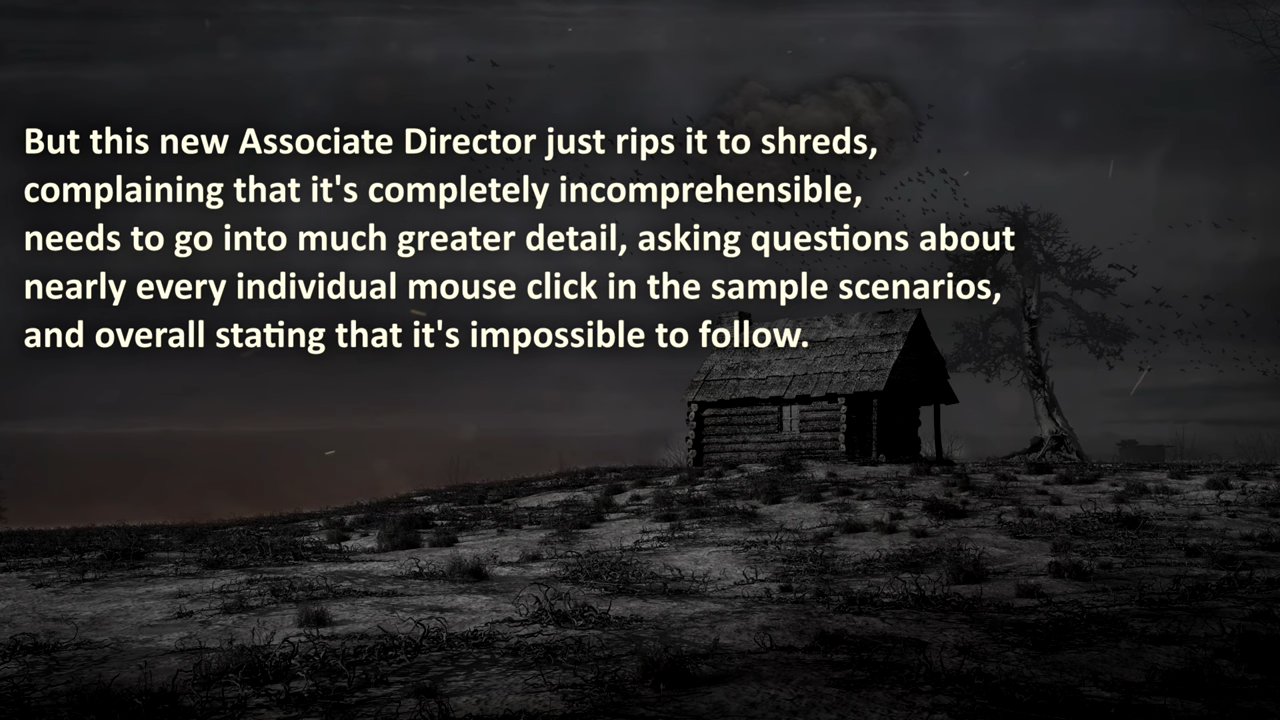 But this new Associate Director just rips it to shreds,
complaining that it's completely incomprehensible,
needs to go into much greater detail, asking questions about
nearly every individual mouse click in the sample scenarios,
and overall stating that it's impossible to follow.